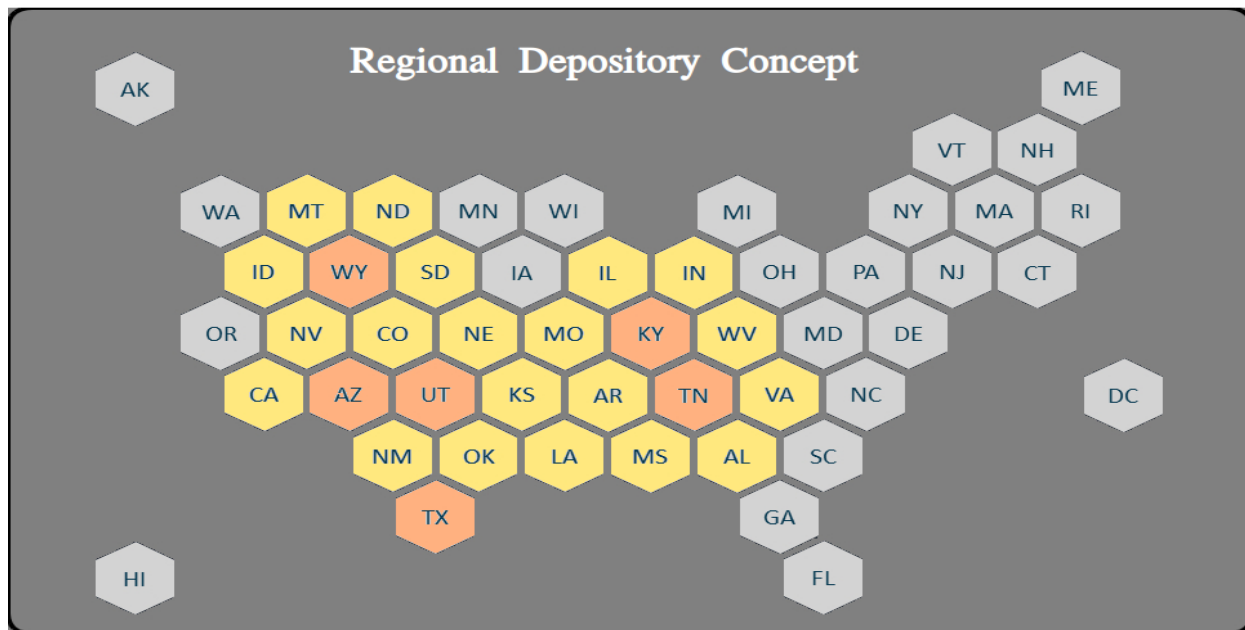 Regional Depository Concept
AK
ME
VT NH
WA MT ND MN WI MI NY MA RI
ID WY SD IA IL IN OH PA NJ CT
OR NV CO NE MO KY WV MD DE
CA AZ UT KS AR TN VA NC DC
NM OK LA MS AL SC
TX GA
HI FL